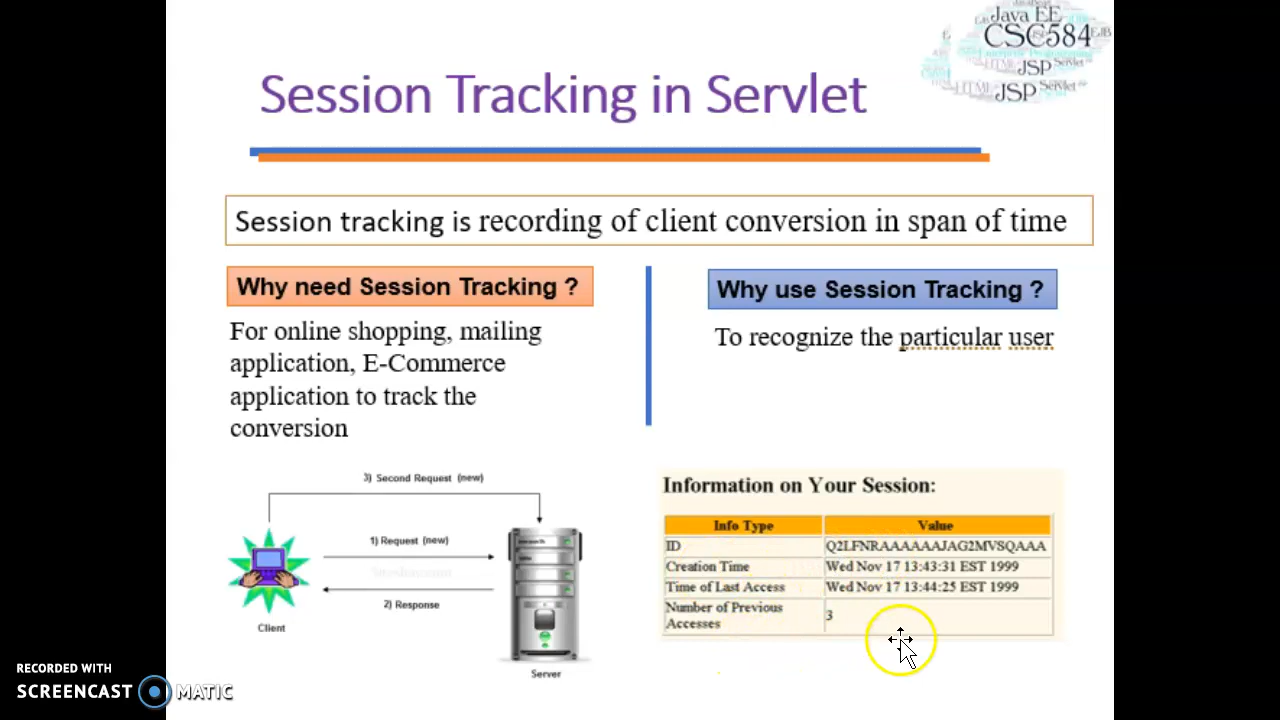 Java EE
CSC584
EJB
JSP Servlet
HTML
JSP Servlet
Session Tracking in Servlet
Session tracking is recording of client conversion in span of time
Why need Session Tracking ?
For online shopping, mailing
application, E-Commerce
application to track the
conversion
Why use Session Tracking ?
To recognize the particular user
3) Second Request (new)
1) Request (new)
2) Response
Client
Server
Information on Your Session:
Info Type Value
ID Q2LFNRAAAAAAJAG2MVSQAAA
Creation Time Wed Nov 17 13:43:31 EST 1999
Time of Last Access Wed Nov 17 13:44:25 EST 1999
Number of Previous
Accesses 3
RECORDED WITH
SCREENCAST MATIC